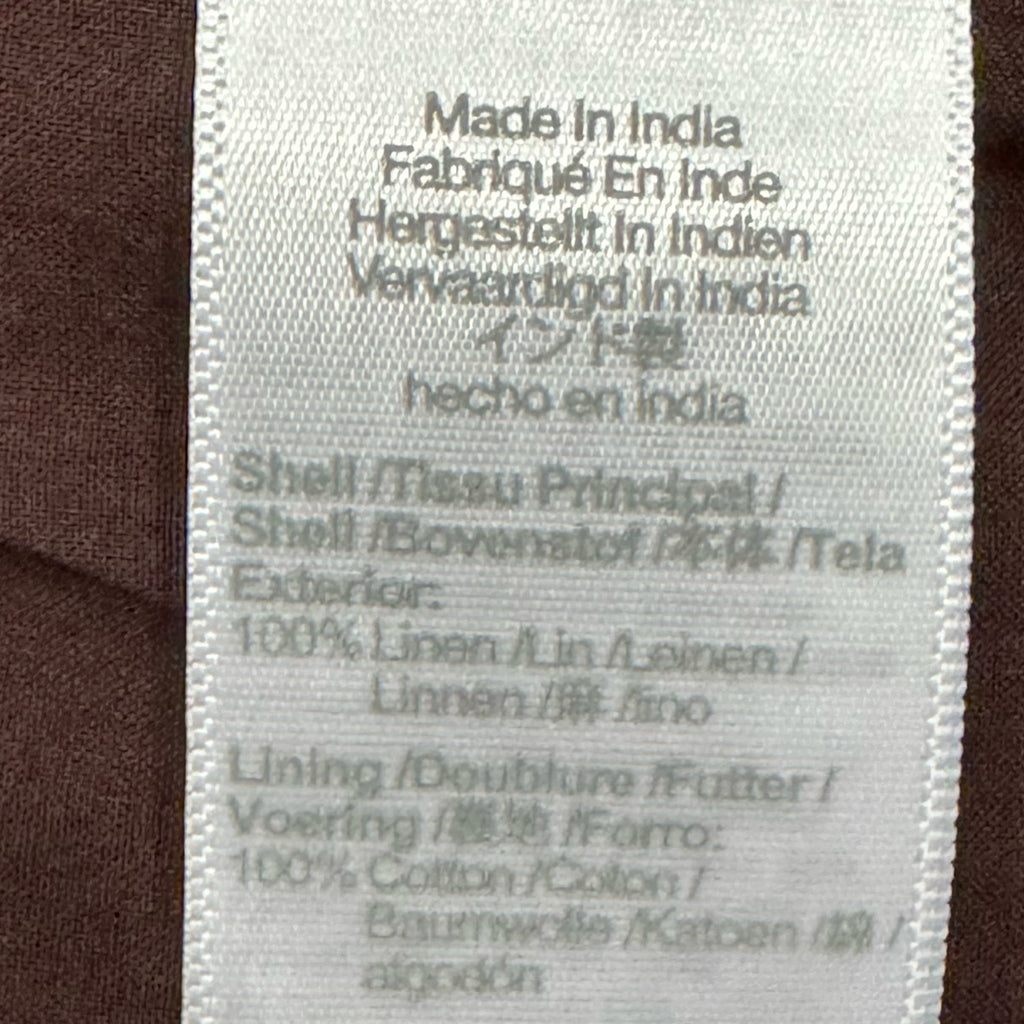 Made In India
Fabriqué En Inde
Hergestellt In Indien
Vervaardigd In India
インド製
hecho en india
Shell /Tissu Principal /
Shell /Bovenstof /本体 /Tela
Exterior:
100% Linen /Lin /Leinen /
Linnen /麻 /lino
Lining /Doublure /Futter /
Voering /裏地 /Forro:
100% Cotton /Coton /
Baumwolle /Katoen /綿 /
algodón